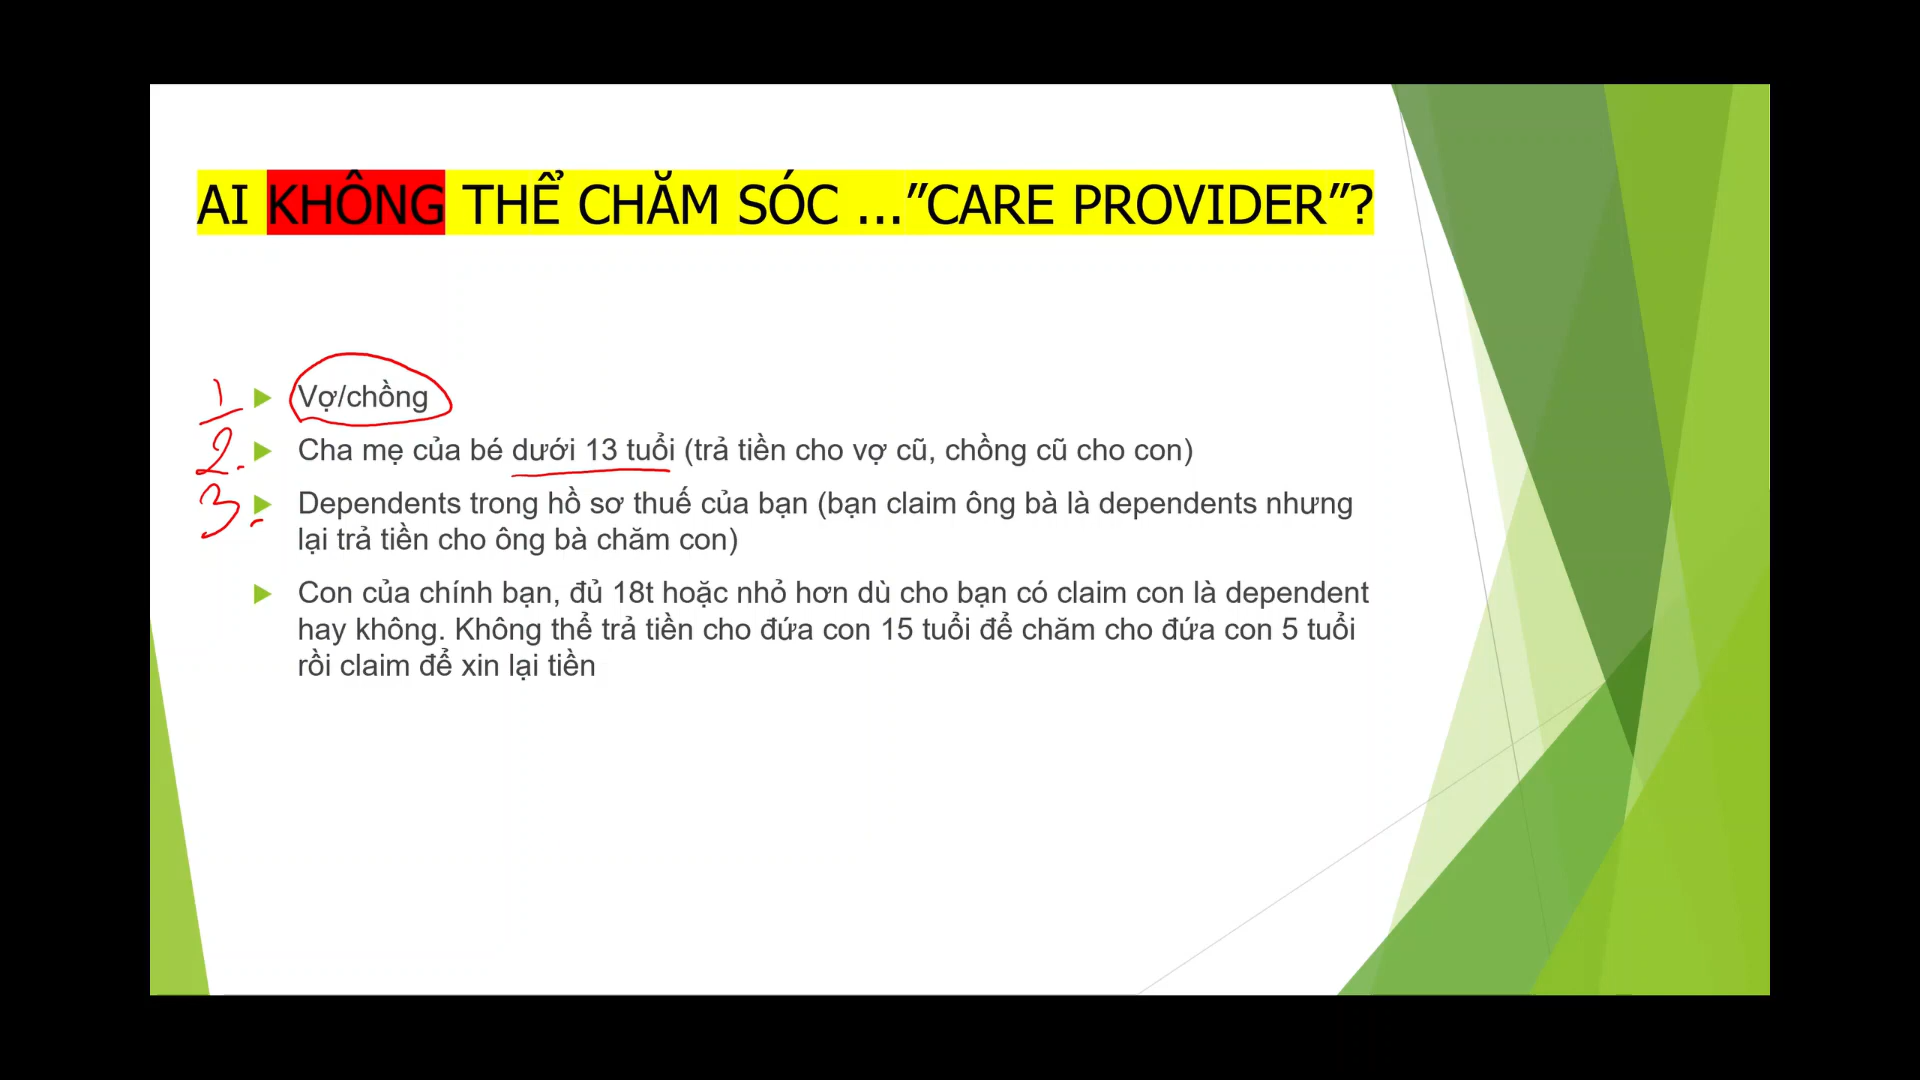 AI KHÔNG THỂ CHĂM SÓC ...”CARE PROVIDER”?
1 Vợ/chồng
2. Cha mẹ của bé dưới 13 tuổi (trả tiền cho vợ cũ, chồng cũ cho con)
3. Dependents trong hồ sơ thuế của bạn (bạn claim ông bà là dependents nhưng
lại trả tiền cho ông bà chăm con)
Con của chính bạn, đủ 18t hoặc nhỏ hơn dù cho bạn có claim con là dependent
hay không. Không thể trả tiền cho đứa con 15 tuổi để chăm cho đứa con 5 tuổi
rồi claim để xin lại tiền